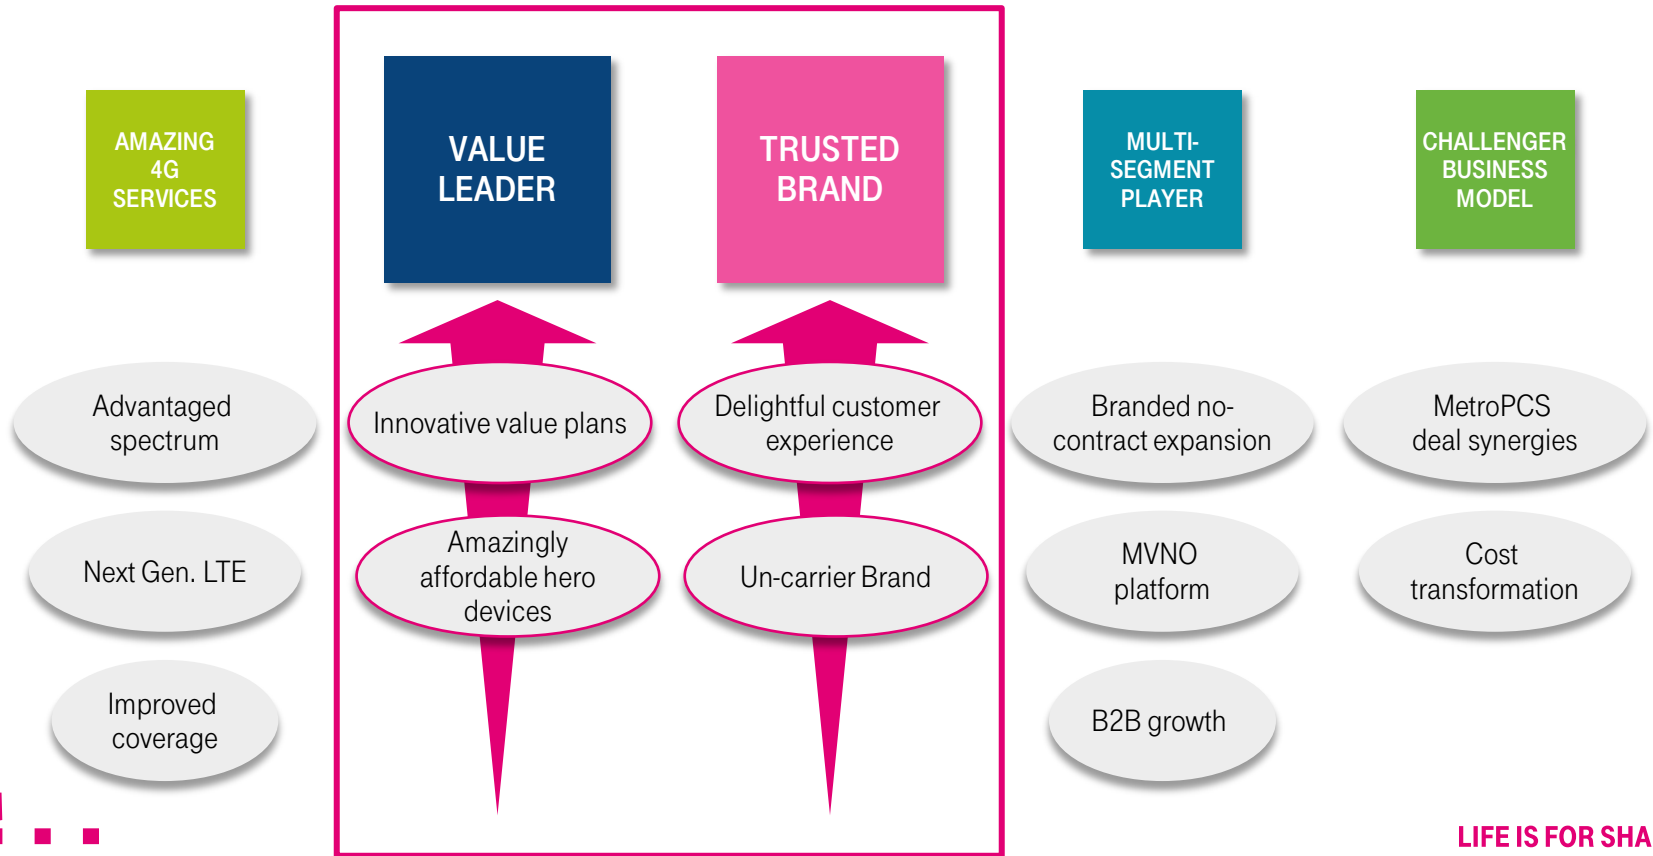 AMAZING
4G
SERVICES
VALUE
LEADER
TRUSTED
BRAND
MULTI-
SEGMENT
PLAYER
CHALLENGER
BUSINESS
MODEL
Advantaged
spectrum
Next Gen. LTE
Improved
coverage
Innovative value plans
Amazingly
affordable hero
devices
Delightful customer
experience
Un-carrier Brand
Branded no-
contract expansion
MVNO
platform
B2B growth
MetroPCS
deal synergies
Cost
transformation
LIFE IS FOR SHA